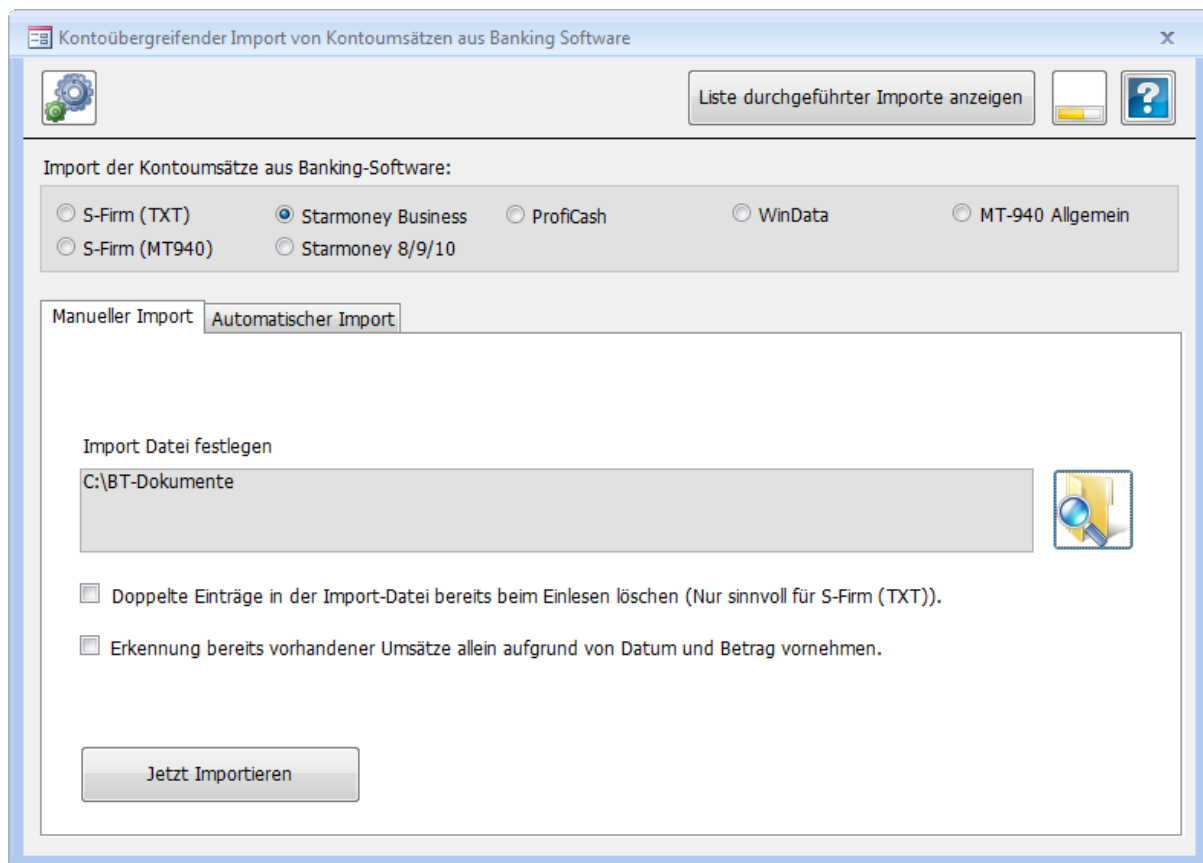 Kontoübergreifender Import von Kontoumsätzen aus Banking Software
x
Liste durchgeführter Importe anzeigen
?
Import der Kontoumsätze aus Banking-Software:
S-Firm (TXT) Starmoney Business ProfiCash WinData MT-940 Allgemein
S-Firm (MT940) Starmoney 8/9/10
Manueller Import Automatischer Import
Import Datei festlegen
C:\BT-Dokumente
Doppelte Einträge in der Import-Datei bereits beim Einlesen löschen (Nur sinnvoll für S-Firm (TXT)).
Erkennung bereits vorhandener Umsätze allein aufgrund von Datum und Betrag vornehmen.
Jetzt Importieren